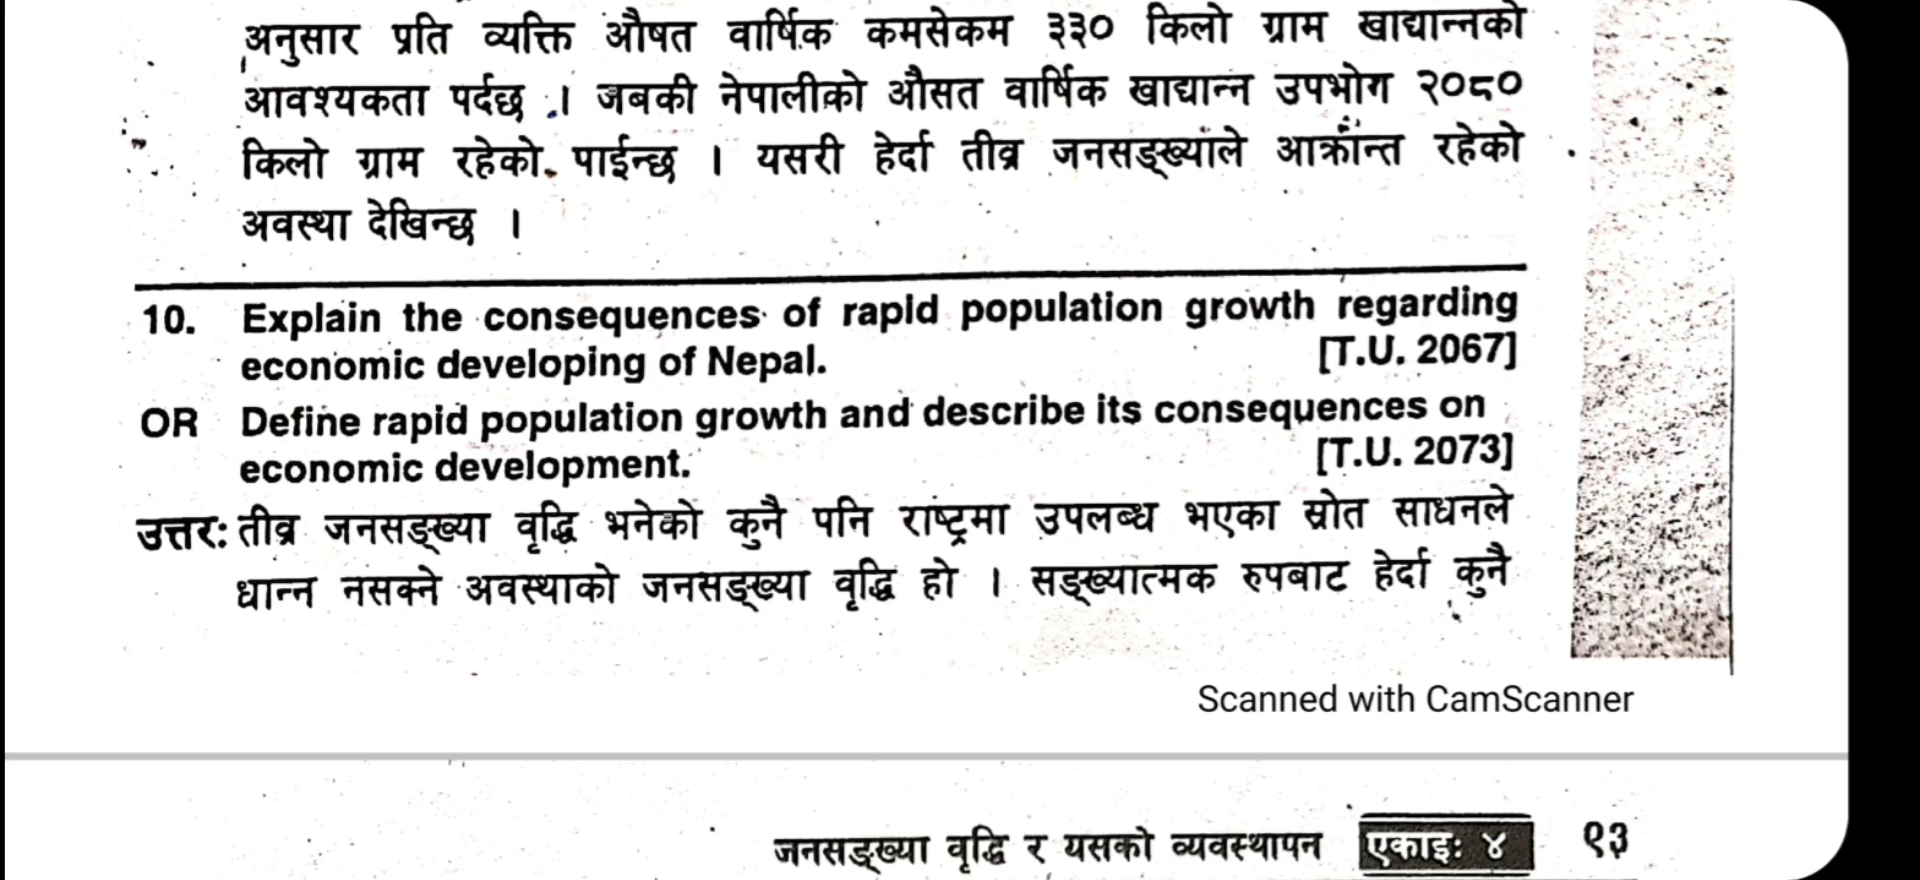 अनुसार प्रति व्यक्ति औषत वार्षिक कमसेकम ३३० किलो ग्राम खाद्यान्नको
आवश्यकता पर्दछ । जबकी नेपालीको औसत वार्षिक खाद्यान्न उपभोग २०८०
किलो ग्राम रहेको पाईन्छ । यसरी हेर्दा तीव्र जनसङ्ख्यांले आक्रान्त रहेको
अवस्था देखिन्छ ।
10. Explain the consequences of rapid population growth regarding
economic developing of Nepal. [T.U. 2067]
OR Define rapid population growth and describe its consequences on
economic development. [T.U. 2073]
उत्तर: तीव्र जनसङ्ख्या वृद्धि भनेको कुनै पनि राष्ट्रमा उपलब्ध भएका स्रोत साधनले
धान्न नसक्ने अवस्थाको जनसङ्ख्या वृद्धि हो । सङ्ख्यात्मक रुपबाट हेर्दा कुनै
Scanned with CamScanner
जनसङ्ख्या वृद्धि र यसको व्यवस्थापन एकाइः ४ ९३